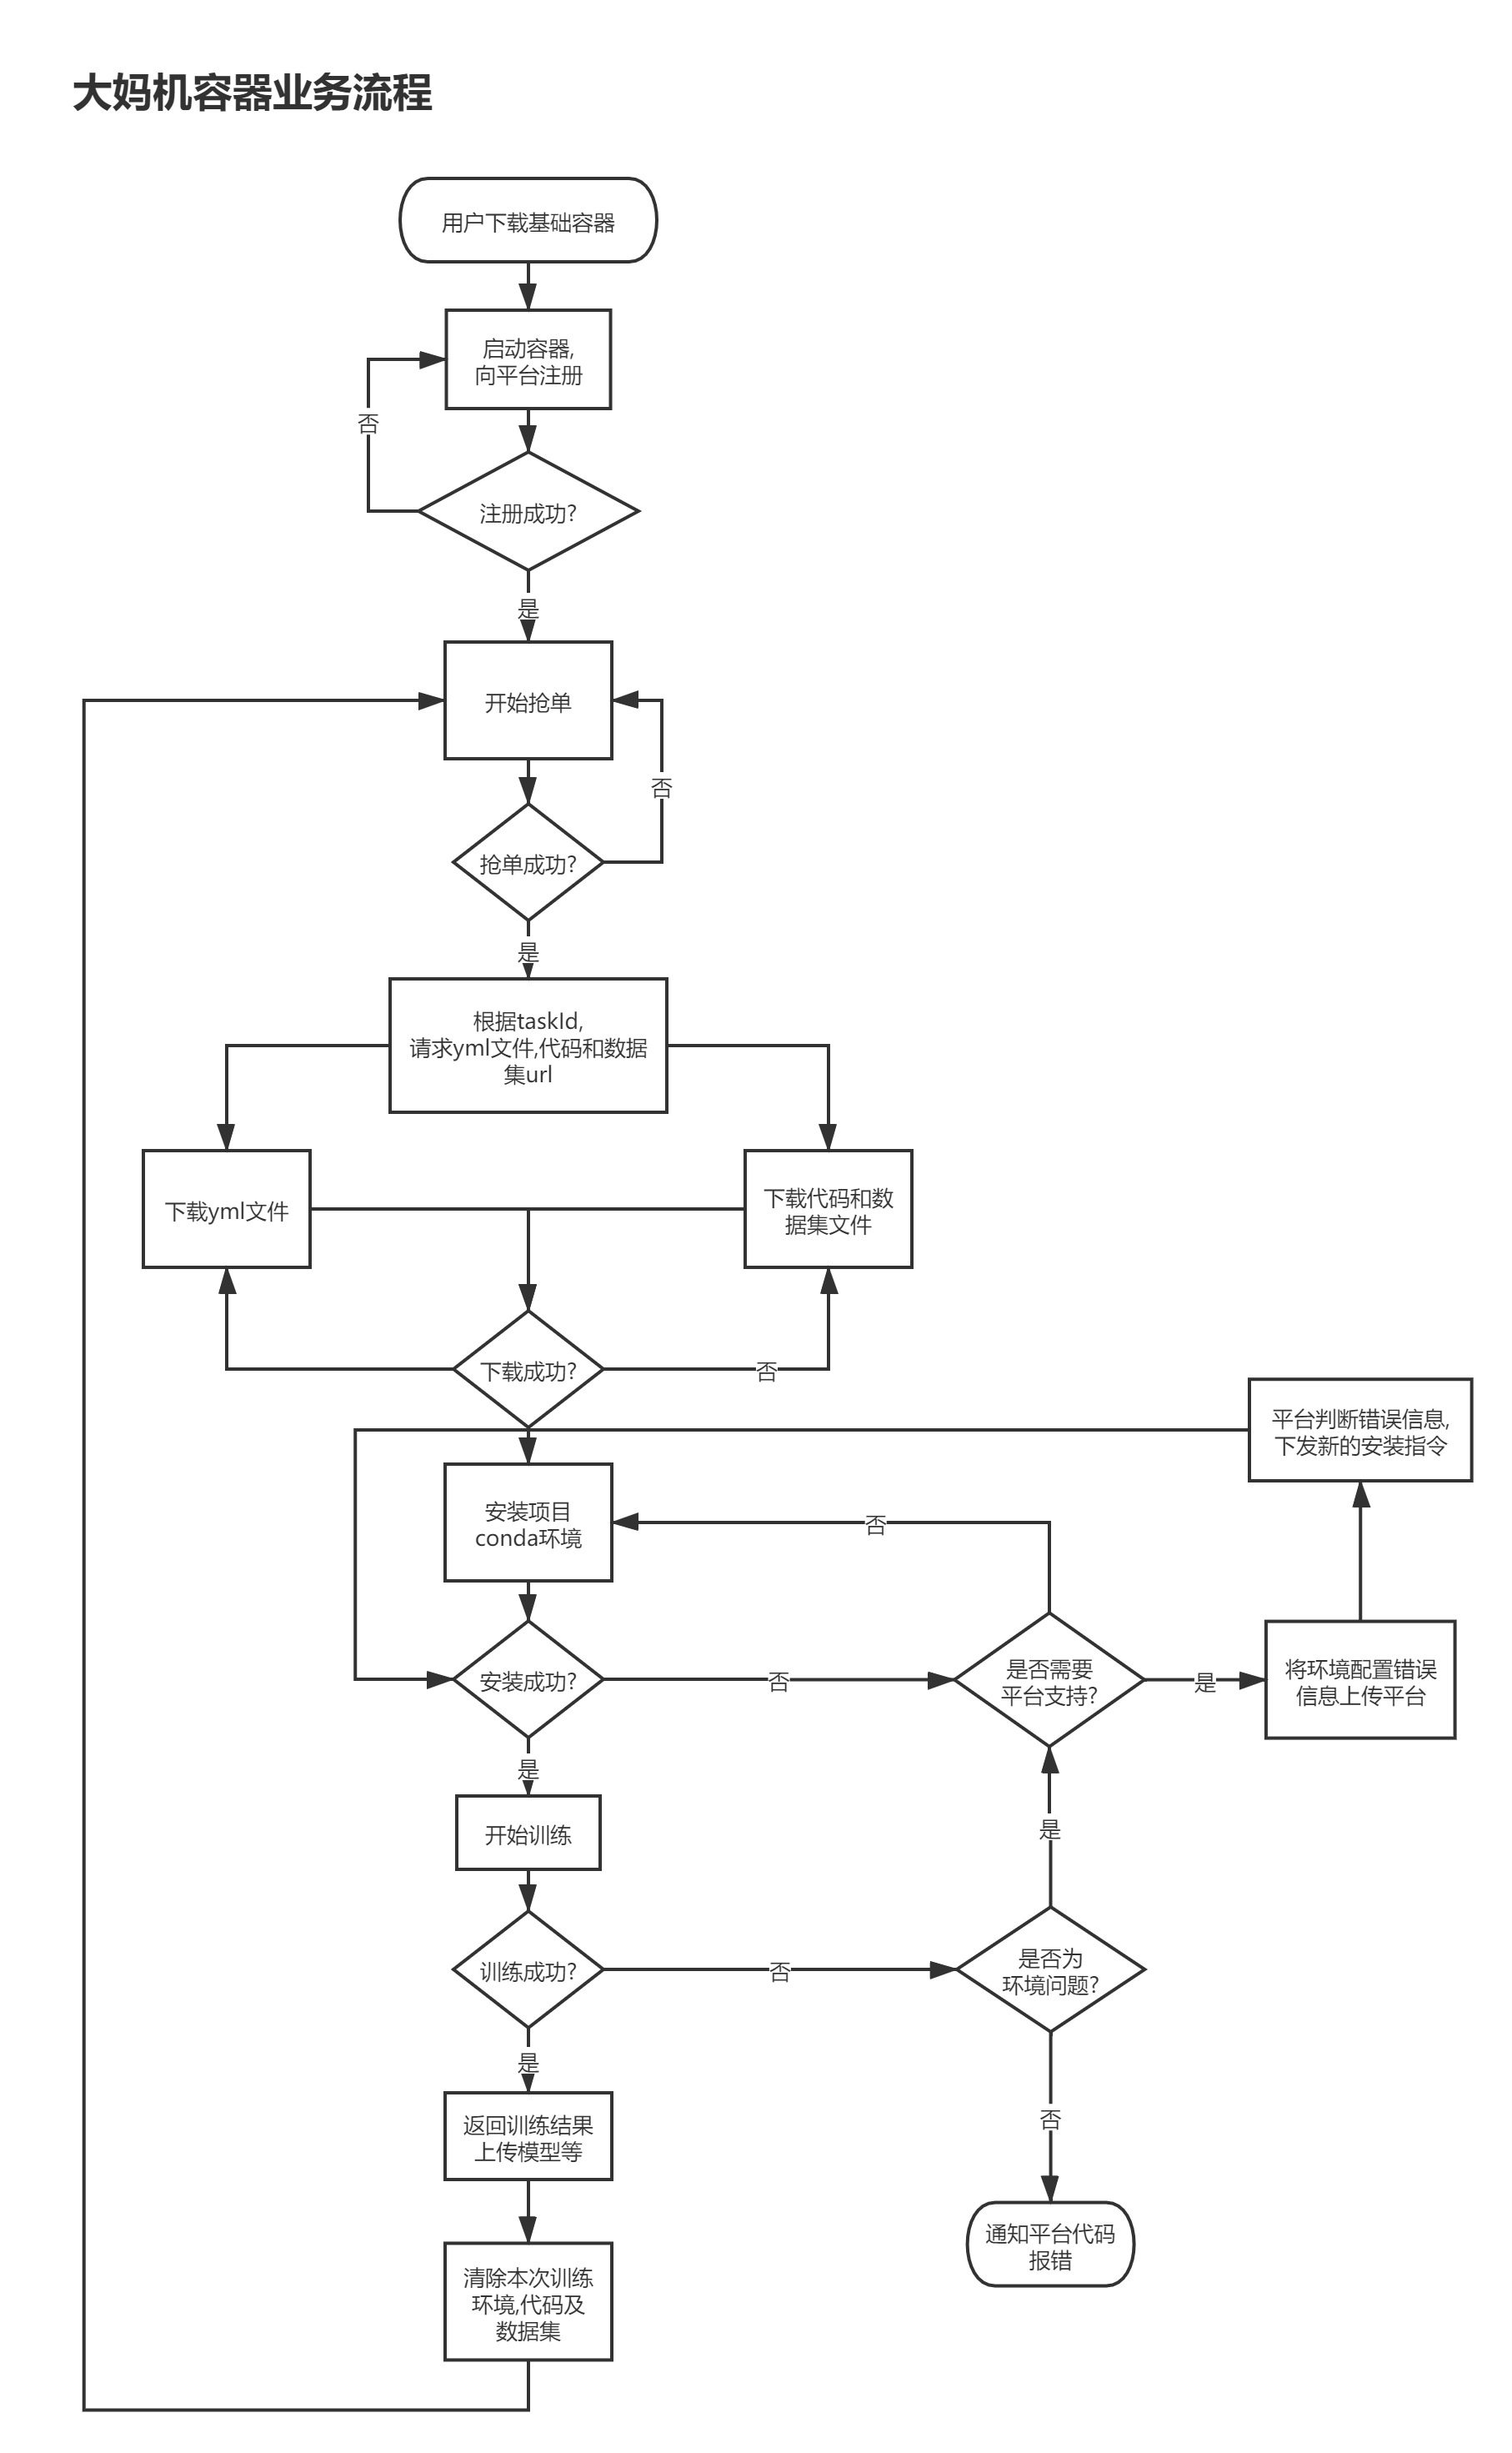 大妈机容器业务流程
用户下载基础容器
启动容器,
向平台注册
否
注册成功?
是
开始抢单
否
抢单成功?
是
根据taskId,
请求yml文件,代码和数据
集url
下载yml文件
下载代码和数
据集文件
下载成功?
否
平台判断错误信息,
下发新的安装指令
安装项目
conda环境
否
安装成功?
否
是否需要
平台支持?
是
将环境配置错误
信息上传平台
是
开始训练
是
训练成功?
否
是否为
环境问题?
是
返回训练结果
上传模型等
否
通知平台代码
报错
清除本次训练
环境,代码及
数据集